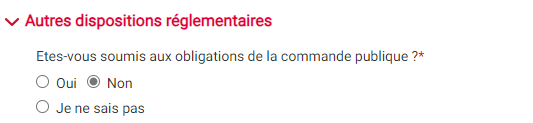 Autres dispositions réglementaires
Etes-vous soumis aux obligations de la commande publique ?*
Oui Non
Je ne sais pas